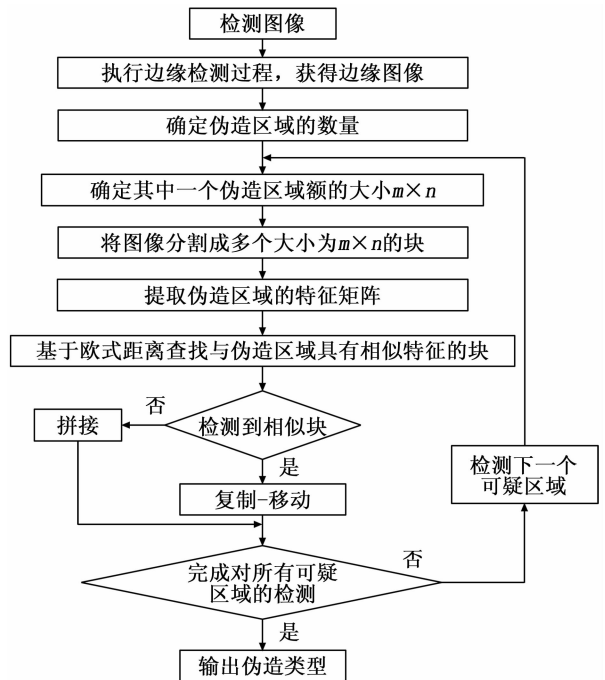 检测图像
执行边缘检测过程，获得边缘图像
确定伪造区域的数量
确定其中一个伪造区域额的大小m×n
将图像分割成多个大小为m×n的块
提取伪造区域的特征矩阵
基于欧式距离查找与伪造区域具有相似特征的块
否
拼接
检测到相似块
是
检测下一个
可疑区域
复制-移动
否
完成对所有可疑
区域的检测
是
输出伪造类型